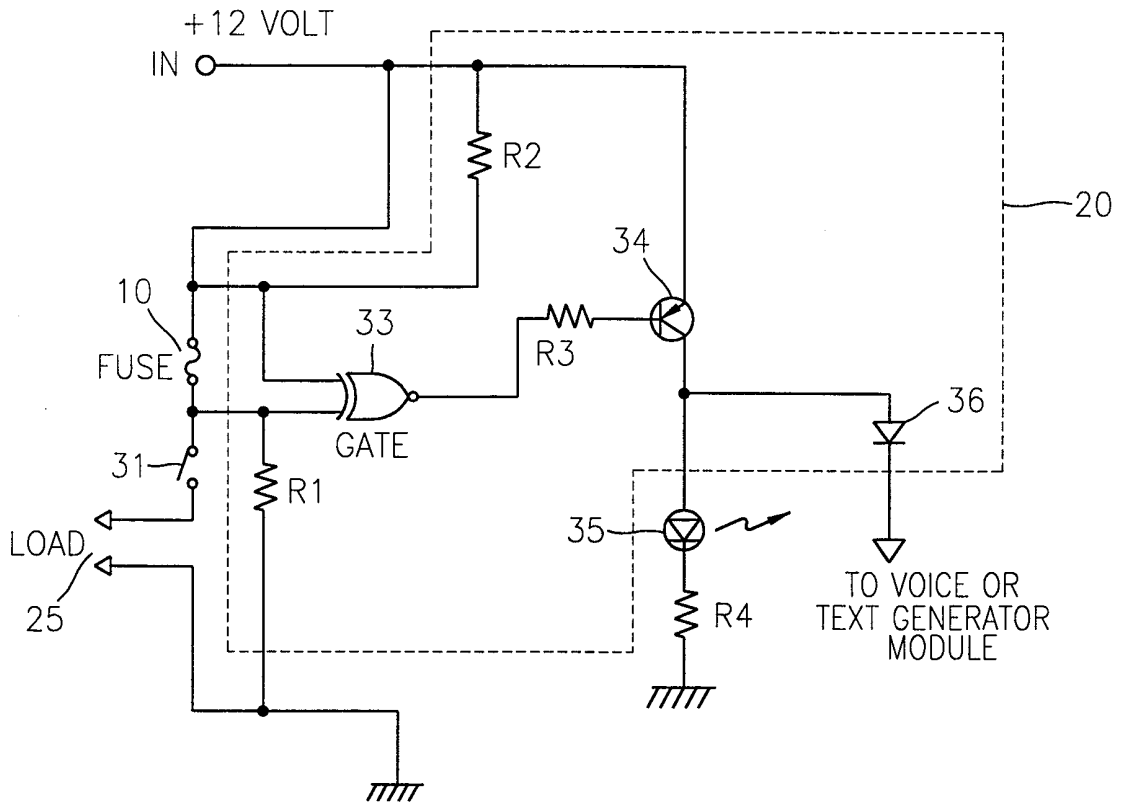 +12 VOLT
IN
R2
20
34
10
33
R3
FUSE
36
GATE
31
R1
LOAD
35
25
R4
TO VOICE OR
TEXT GENERATOR
MODULE